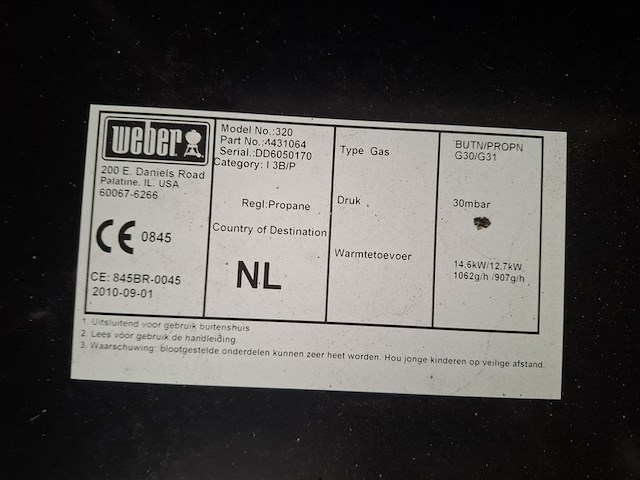 weber
200 E. Daniels Road
Palatine, IL. USA
60067-6266
CE 0845
CE: 845BR-0045
2010-09-01
Model No.:320
Part No.:4431064
Serial.:DD6050170
Category: I 3B/P
Regl:Propane
Country of Destination
NL
Type Gas
Druk
Warmtetoevoer
BUTN/PROPN
G30/G31
30mbar
14,6kW/12,7kW
1062g/h /907g/h
1. Uitsluitend voor gebruik buitenshuis
2. Lees vóór gebruik de handleiding.
3. Waarschuwing: blootgestelde onderdelen kunnen zeer heet worden. Hou jonge kinderen op veilige afstand.